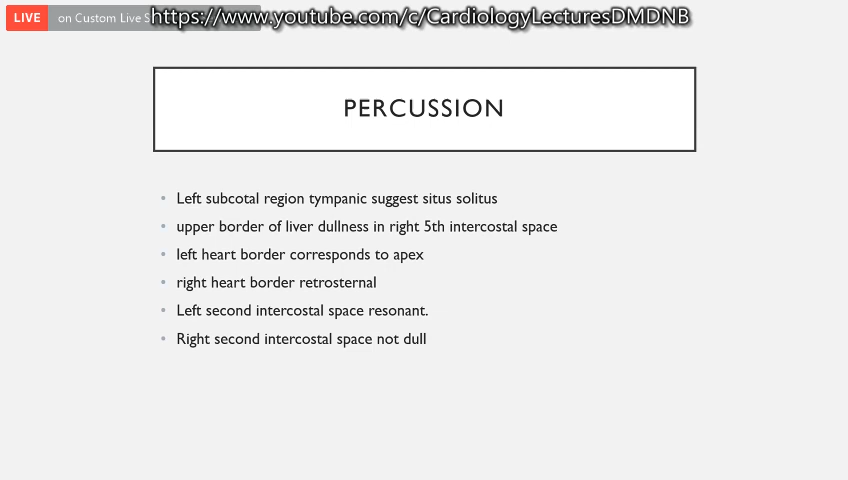 LIVE on Custom Live S
https://www.youtube.com/c/CardiologyLecturesDMDNB
PERCUSSION
• Left subcotal region tympanic suggest situs solitus
• upper border of liver dullness in right 5th intercostal space
• left heart border corresponds to apex
• right heart border retrosternal
• Left second intercostal space resonant.
• Right second intercostal space not dull